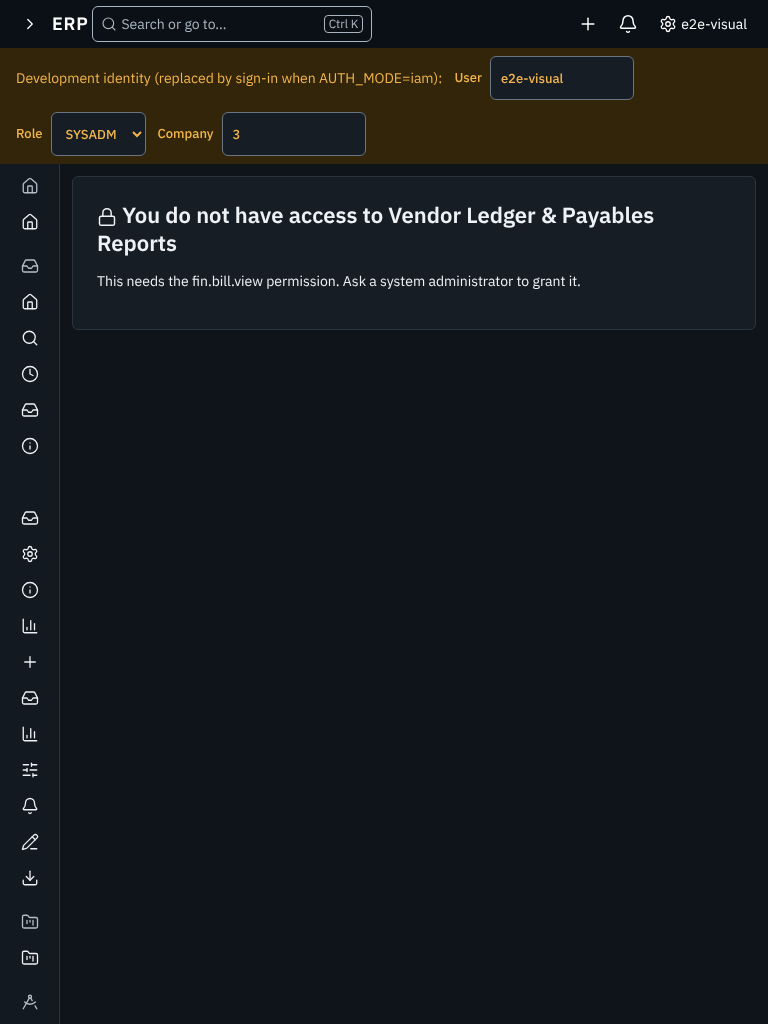 ERP
Search or go to...
Ctrl K
e2e-visual
Development identity (replaced by sign-in when AUTH_MODE=iam):
User
e2e-visual
Role
SYSADM
Company
3
You do not have access to Vendor Ledger & Payables
Reports
This needs the fin.bill.view permission. Ask a system administrator to grant it.